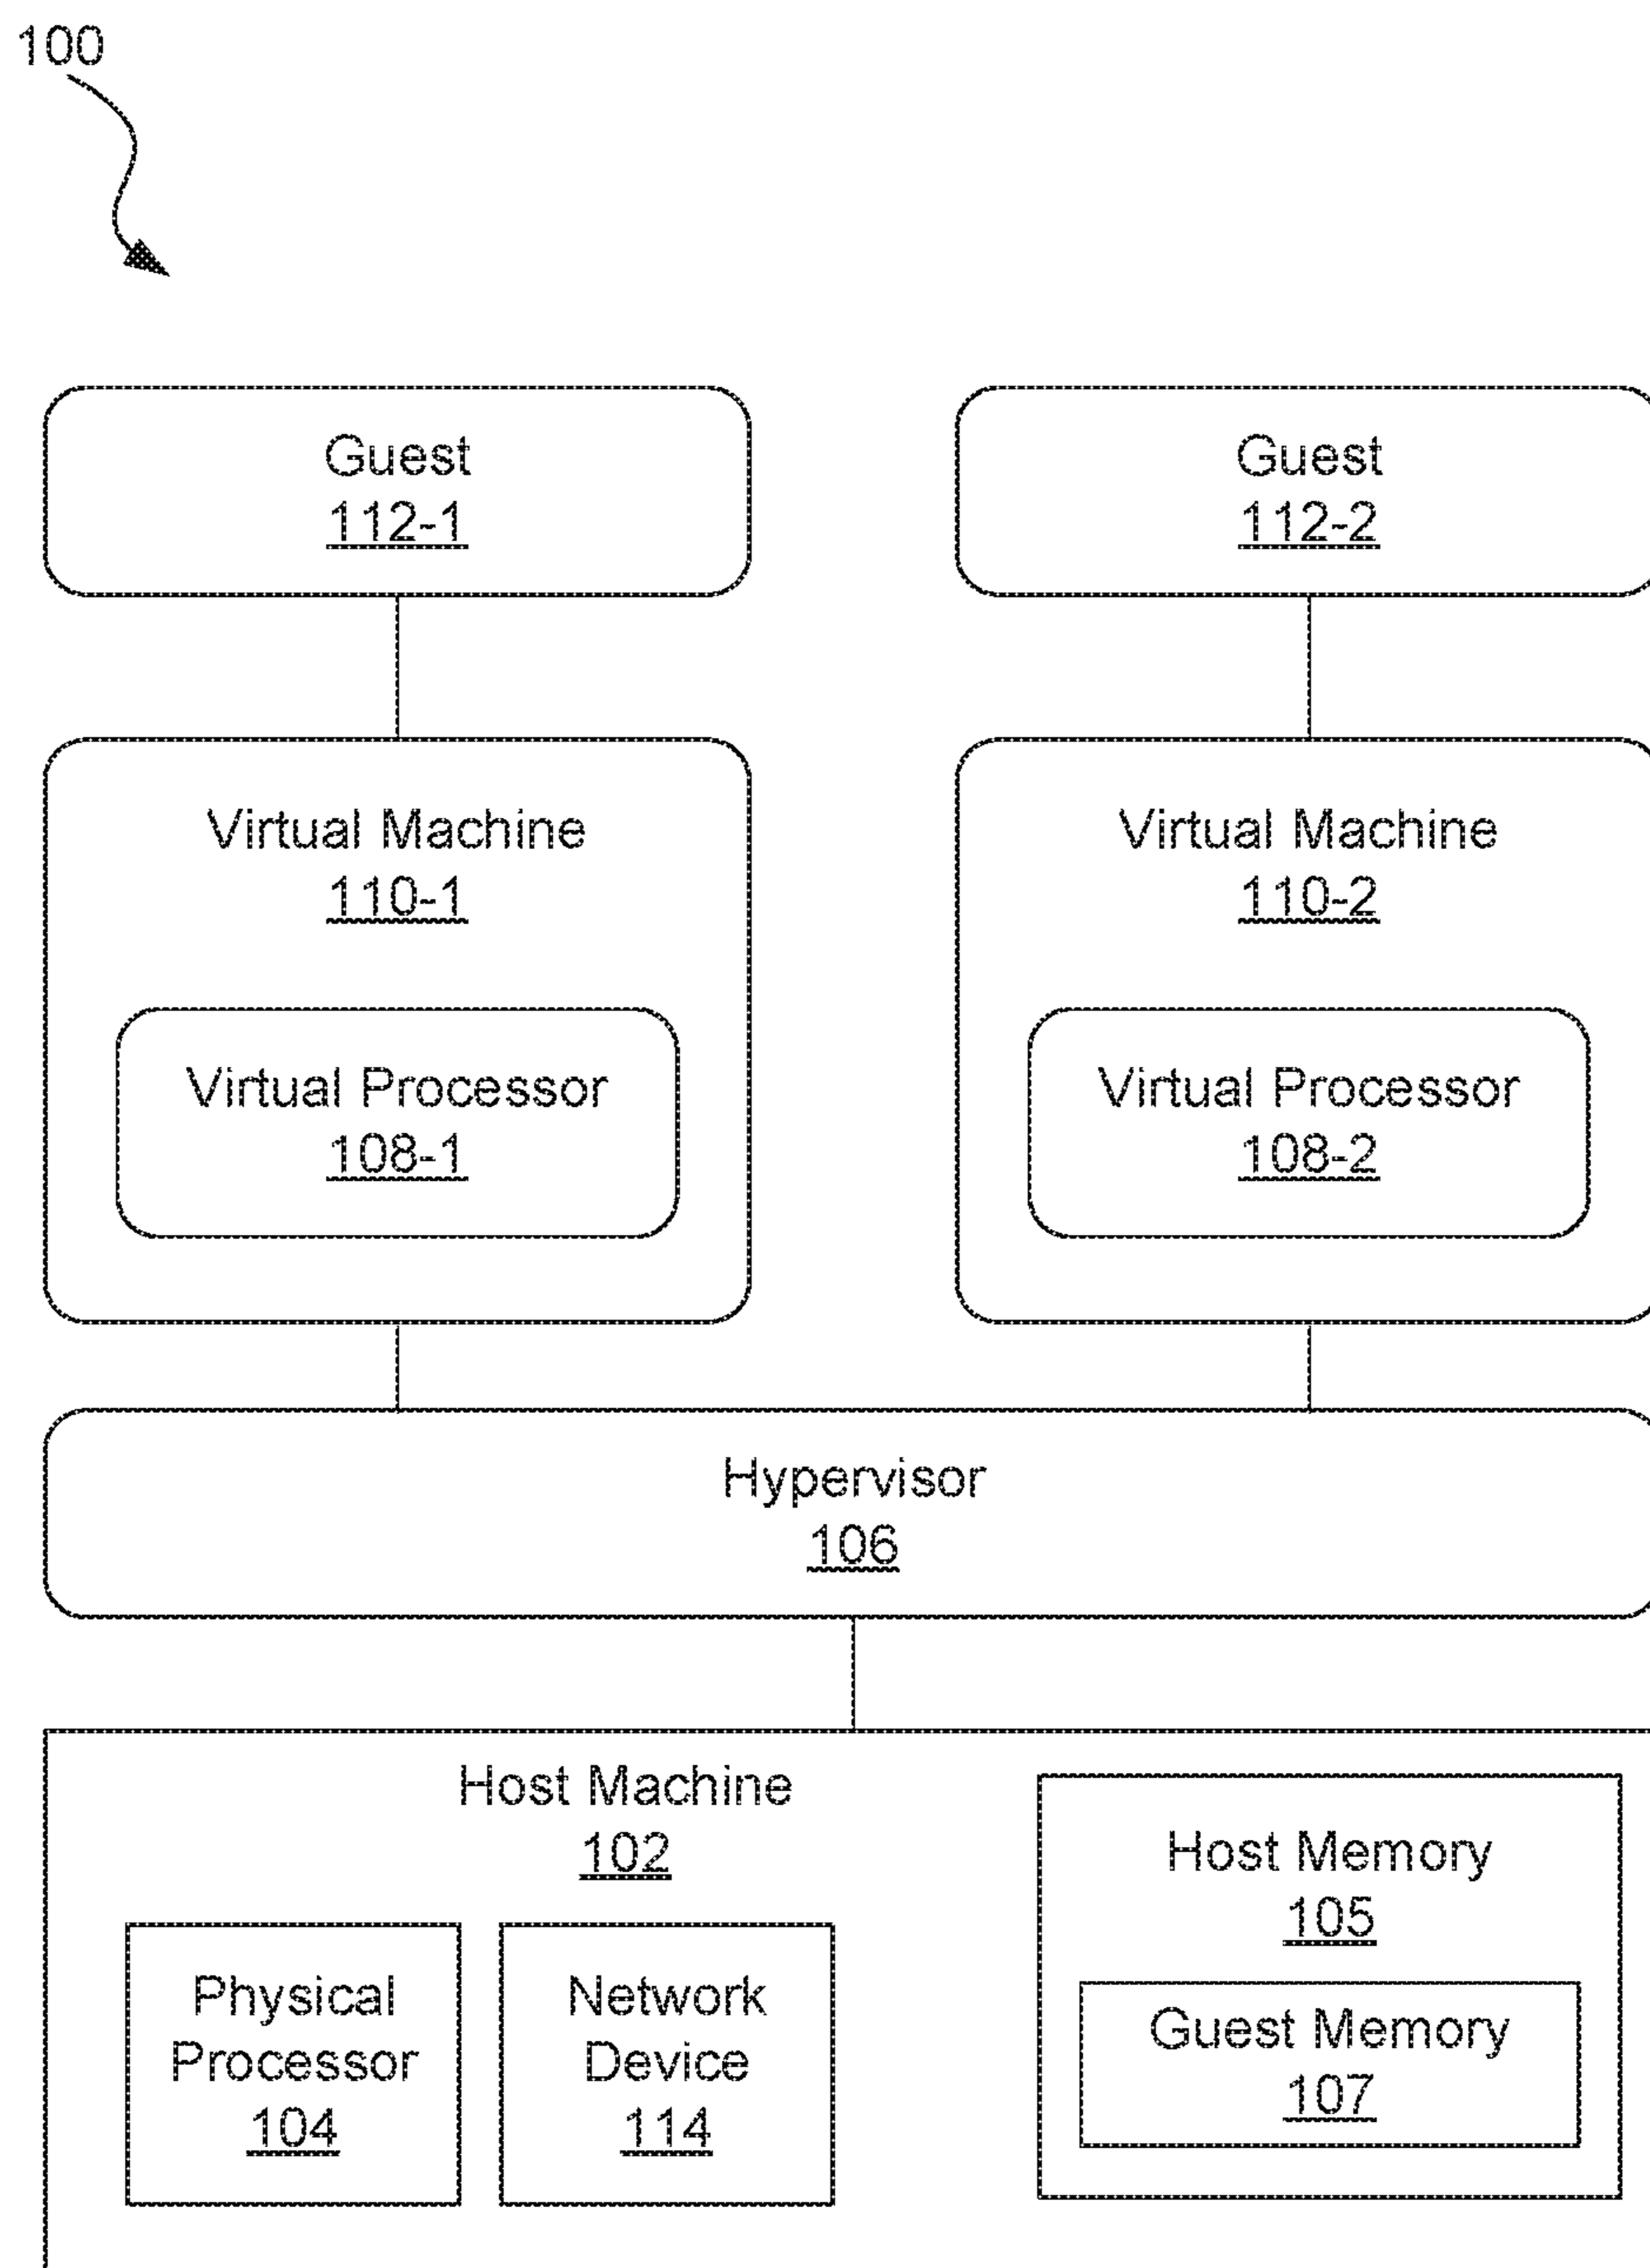 100
Guest
112-1
Guest
112-2
Virtual Machine
110-1
Virtual Machine
110-2
Virtual Processor
108-1
Virtual Processor
108-2
Hypervisor
106
Host Machine
102
Host Memory
105
Physical
Processor
104
Network
Device
114
Guest Memory
107